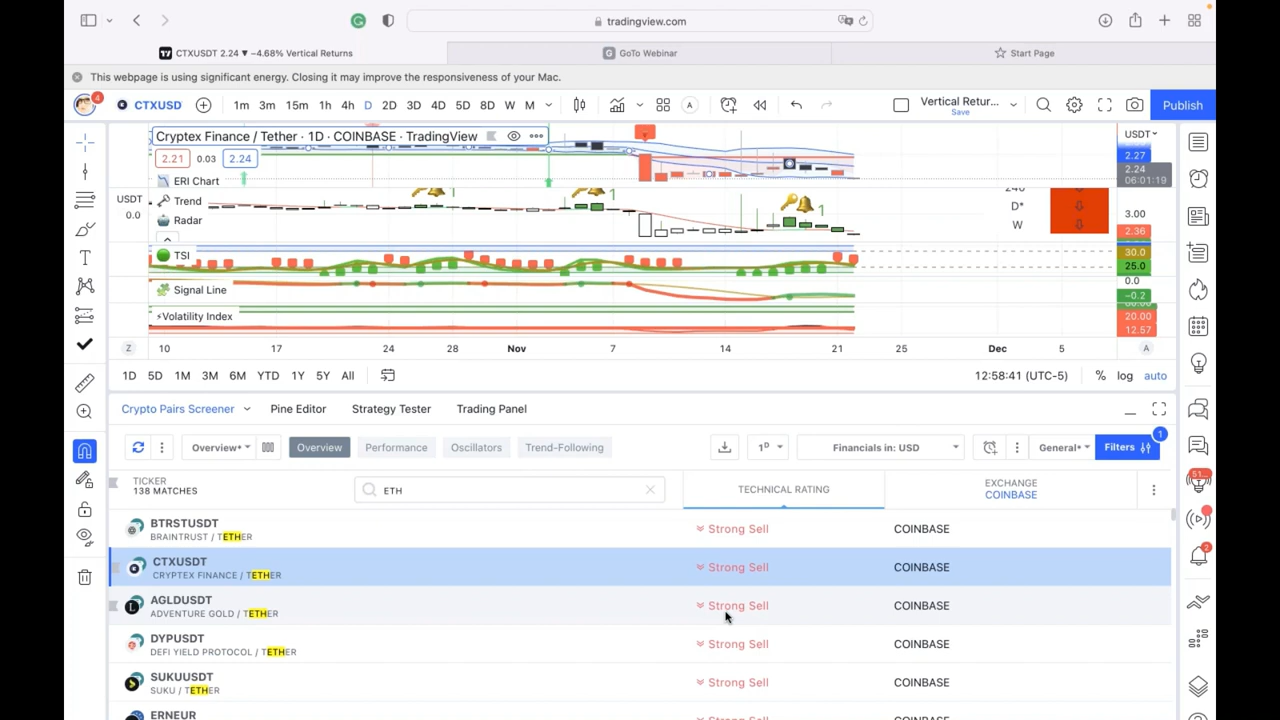 tradingview.com
CTXUSDT 2.24 ▼ −4.68% Vertical Returns
GoTo Webinar
Start Page
This webpage is using significant energy. Closing it may improve the responsiveness of your Mac.
4
CTXUSD
1m 3m 15m 1h 4h D 2D 3D 4D 5D 8D W M
Vertical Retur...
Save
Publish
Cryptex Finance / Tether · 1D · COINBASE · TradingView
USDT
2.21 0.03 2.24
2.27
2.24
06:01:19
ERI Chart
USDT
0.0
Trend
Radar
1
1
1
D*
W
3.00
2.36
TSI
30.0
25.0
Signal Line
0.0
−0.2
⚡Volatility Index
20.00
12.57
Z 10 17 24 28 Nov 7 14 21 25 Dec 5 A
1D 5D 1M 3M 6M YTD 1Y 5Y All
12:58:41 (UTC-5) % log auto
Crypto Pairs Screener Pine Editor Strategy Tester Trading Panel
Overview* Overview Performance Oscillators Trend-Following
1D Financials in: USD General* Filters 1
TICKER
138 MATCHES
ETH
TECHNICAL RATING
EXCHANGE
COINBASE
51...
2
BTRSTUSDT
BRAINTRUST / TETHER
Strong Sell COINBASE
CTXUSDT
CRYPTEX FINANCE / TETHER
Strong Sell COINBASE
AGLDUSDT
ADVENTURE GOLD / TETHER
Strong Sell COINBASE
DYPUSDT
DEFI YIELD PROTOCOL / TETHER
Strong Sell COINBASE
SUKUUSDT
SUKU / TETHER
Strong Sell COINBASE
ERNEUR